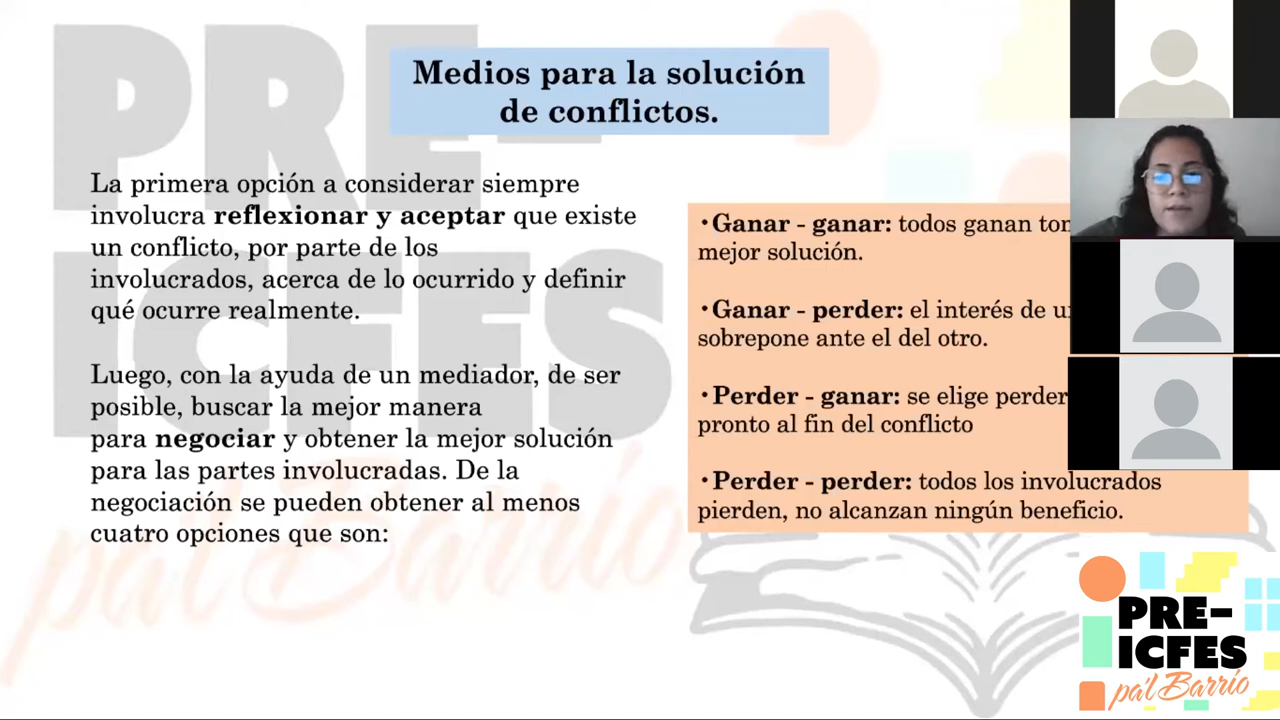 Medios para la solución
de conflictos.
La primera opción a considerar siempre
involucra reflexionar y aceptar que existe
un conflicto, por parte de los
involucrados, acerca de lo ocurrido y definir
qué ocurre realmente.
Luego, con la ayuda de un mediador, de ser
posible, buscar la mejor manera
para negociar y obtener la mejor solución
para las partes involucradas. De la
negociación se pueden obtener al menos
cuatro opciones que son:
•Ganar - ganar: todos ganan
mejor solución.
•Ganar - perder: el interés de
sobrepone ante el del otro.
•Perder - ganar: se elige perder
pronto al fin del conflicto
•Perder - perder: todos los involucrados
pierden, no alcanzan ningún beneficio.
PRE-
ICFES
pa'l Barrio
PRE-
ICFES
pa'l Barrio